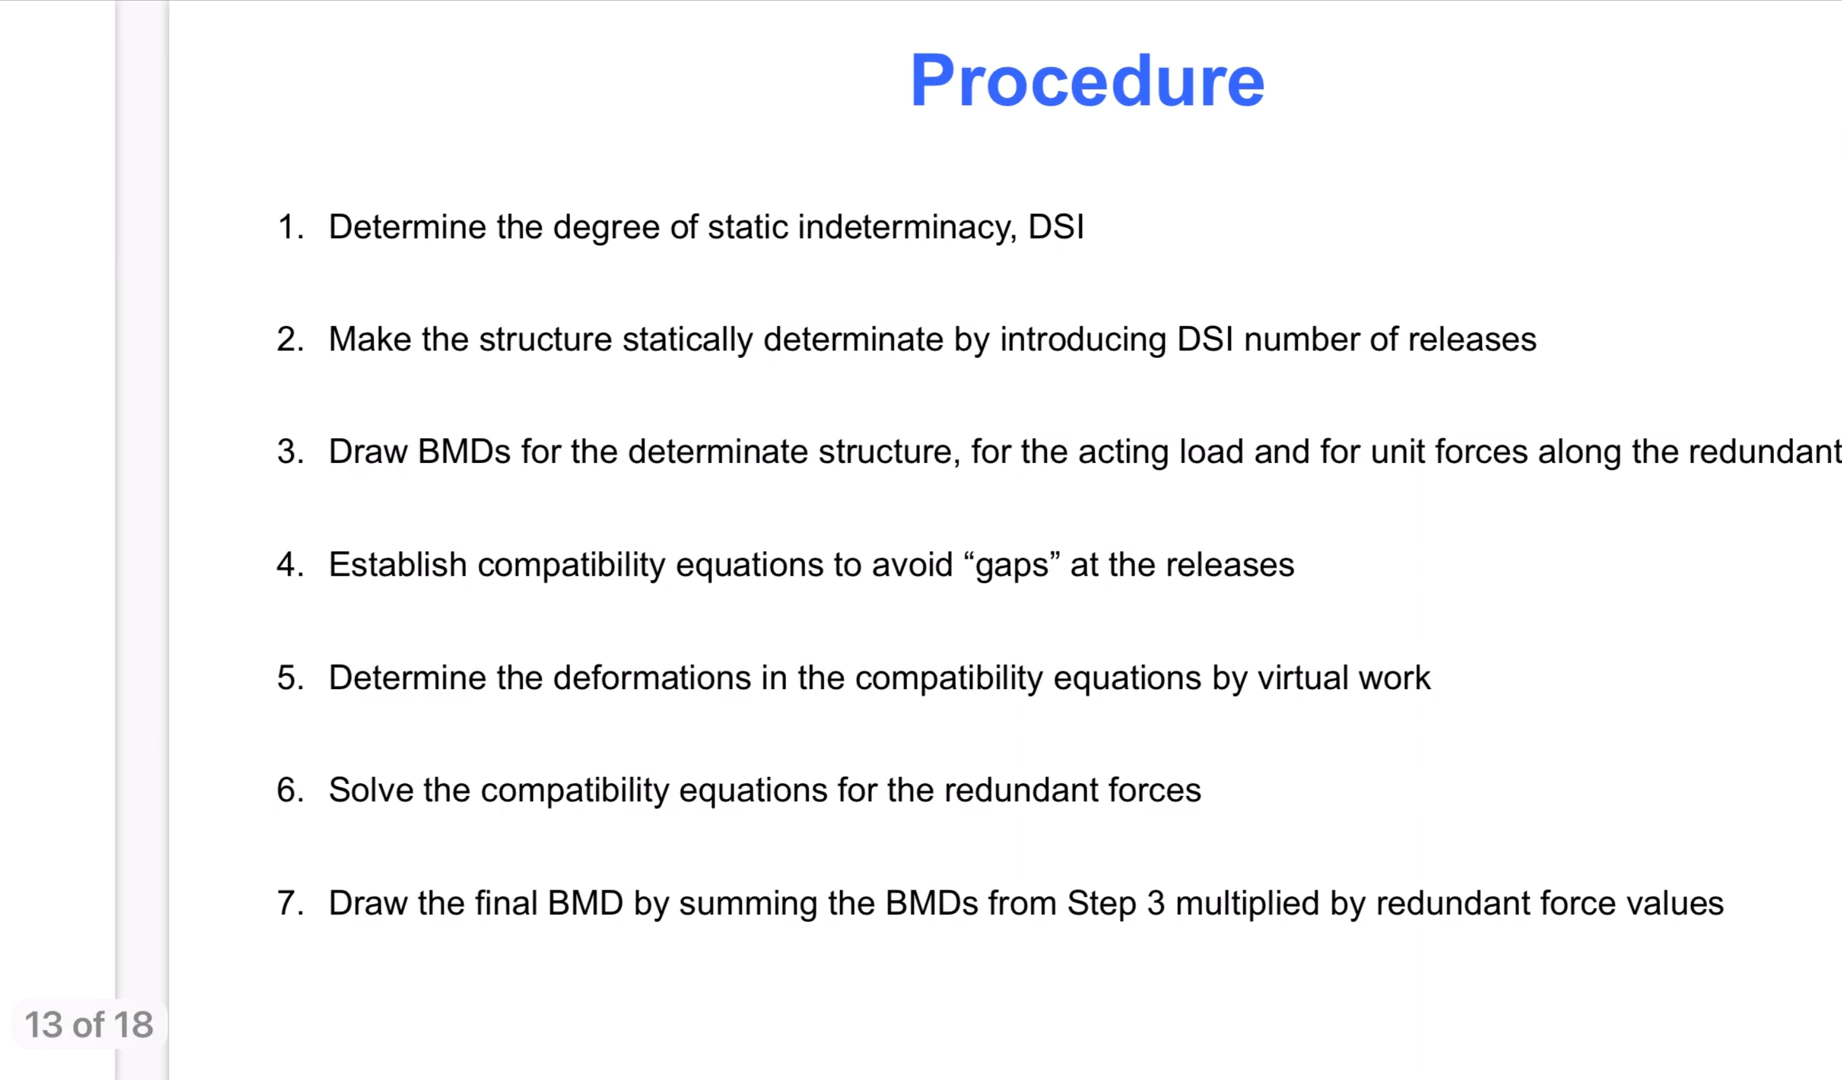 Procedure
1. Determine the degree of static indeterminacy, DSI
2. Make the structure statically determinate by introducing DSI number of releases
3. Draw BMDs for the determinate structure, for the acting load and for unit forces along the redundant
4. Establish compatibility equations to avoid “gaps” at the releases
5. Determine the deformations in the compatibility equations by virtual work
6. Solve the compatibility equations for the redundant forces
7. Draw the final BMD by summing the BMDs from Step 3 multiplied by redundant force values
13 of 18